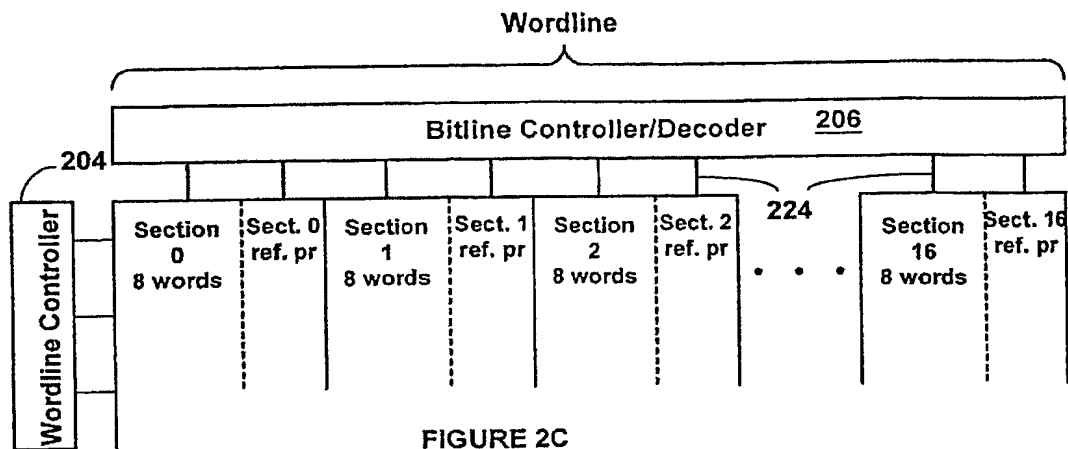 Wordline
Bitline Controller/Decoder 206
204
Wordline Controller
Section
0
8 words
Sect. 0
ref. pr
Section
1
8 words
Sect. 1
ref. pr
Section
2
8 words
Sect. 2
ref. pr
224
• • •
Section
16
8 words
Sect. 16
ref. pr
FIGURE 2C